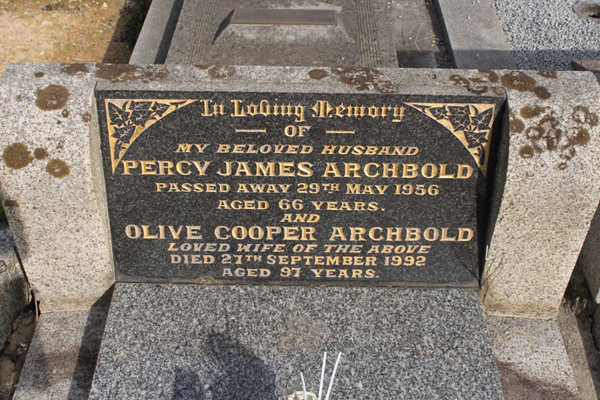 In Loving Memory
OF
MY BELOVED HUSBAND
PERCY JAMES ARCHBOLD
PASSED AWAY 29TH MAY 1956
AGED 66 YEARS.
AND
OLIVE COOPER ARCHBOLD
LOVED WIFE OF THE ABOVE
DIED 27TH SEPTEMBER 1992
AGED 97 YEARS.